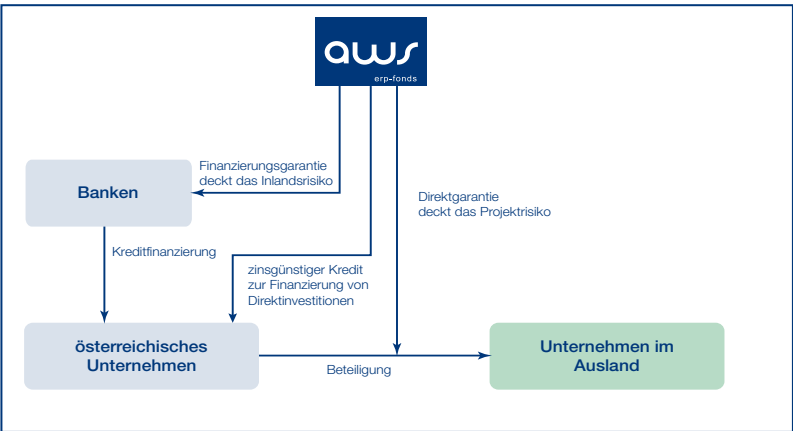 aws
erp-fonds
Finanzierungsgarantie
deckt das Inlandsrisiko
Banken
Direktgarantie
deckt das Projektrisiko
Kreditfinanzierung
zinsgünstiger Kredit
zur Finanzierung von
Direktinvestitionen
österreichisches
Unternehmen
Beteiligung
Unternehmen im
Ausland